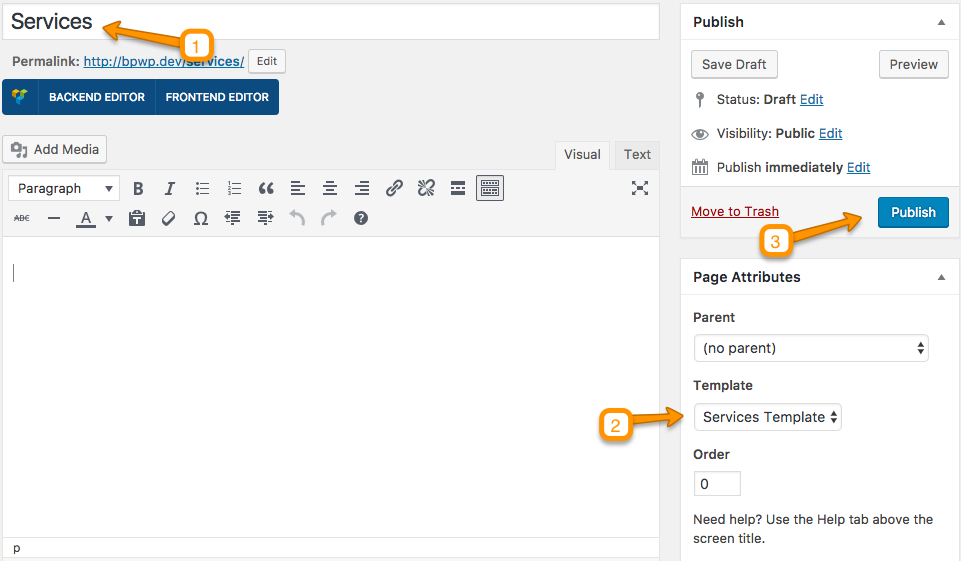 Services
1
Permalink: http://bpwp.dev/services/ Edit
BACKEND EDITOR FRONTEND EDITOR
Add Media
Visual Text
Paragraph B I
ABC A Ω ?
p
Publish
Save Draft Preview
Status: Draft Edit
Visibility: Public Edit
Publish immediately Edit
Move to Trash Publish
3
Page Attributes
Parent
(no parent)
Template
2
Services Template
Order
0
Need help? Use the Help tab above the
screen title.